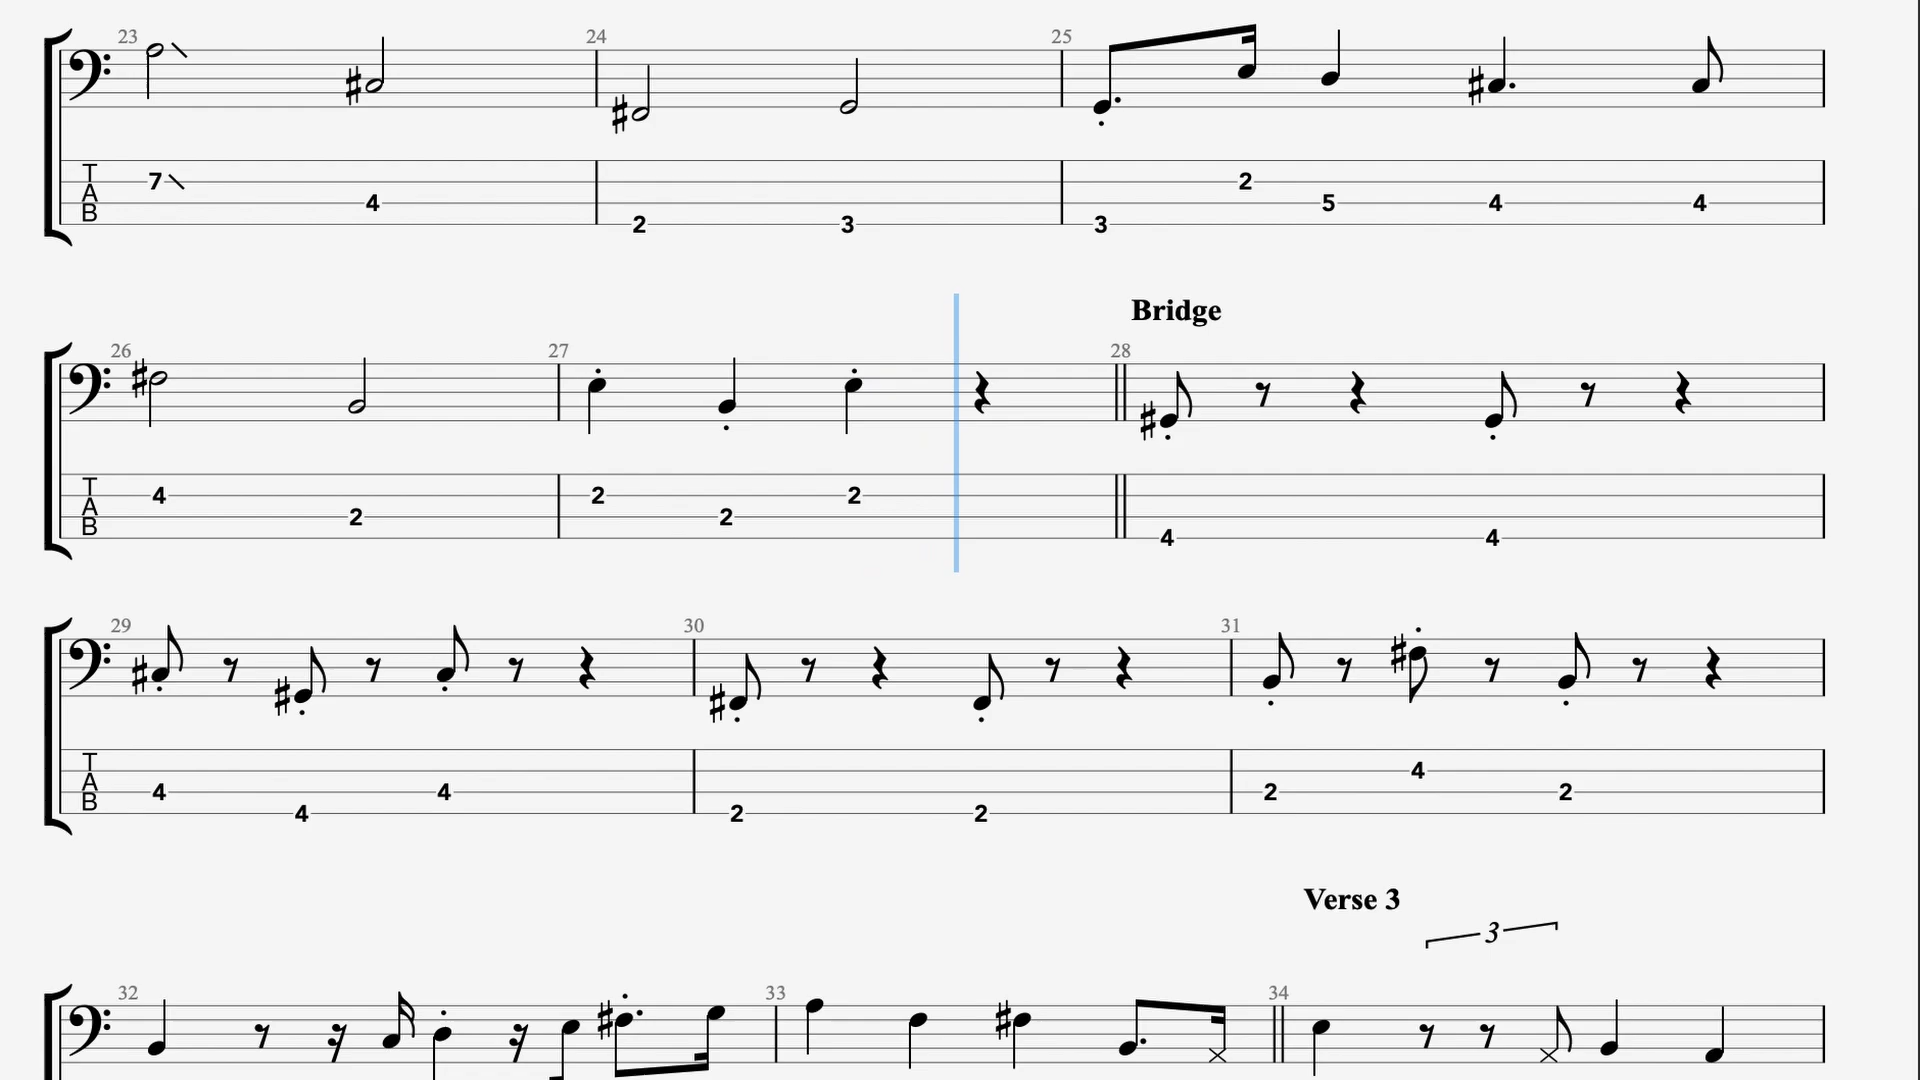 23 24 25
T A B 7 4 2 3 3 2 5 4 4
Bridge
26 27 28
T A B 4 2 2 2 2 4 4
29 30 31
T A B 4 4 4 2 2 2 4 2
Verse 3
3
32 33 34